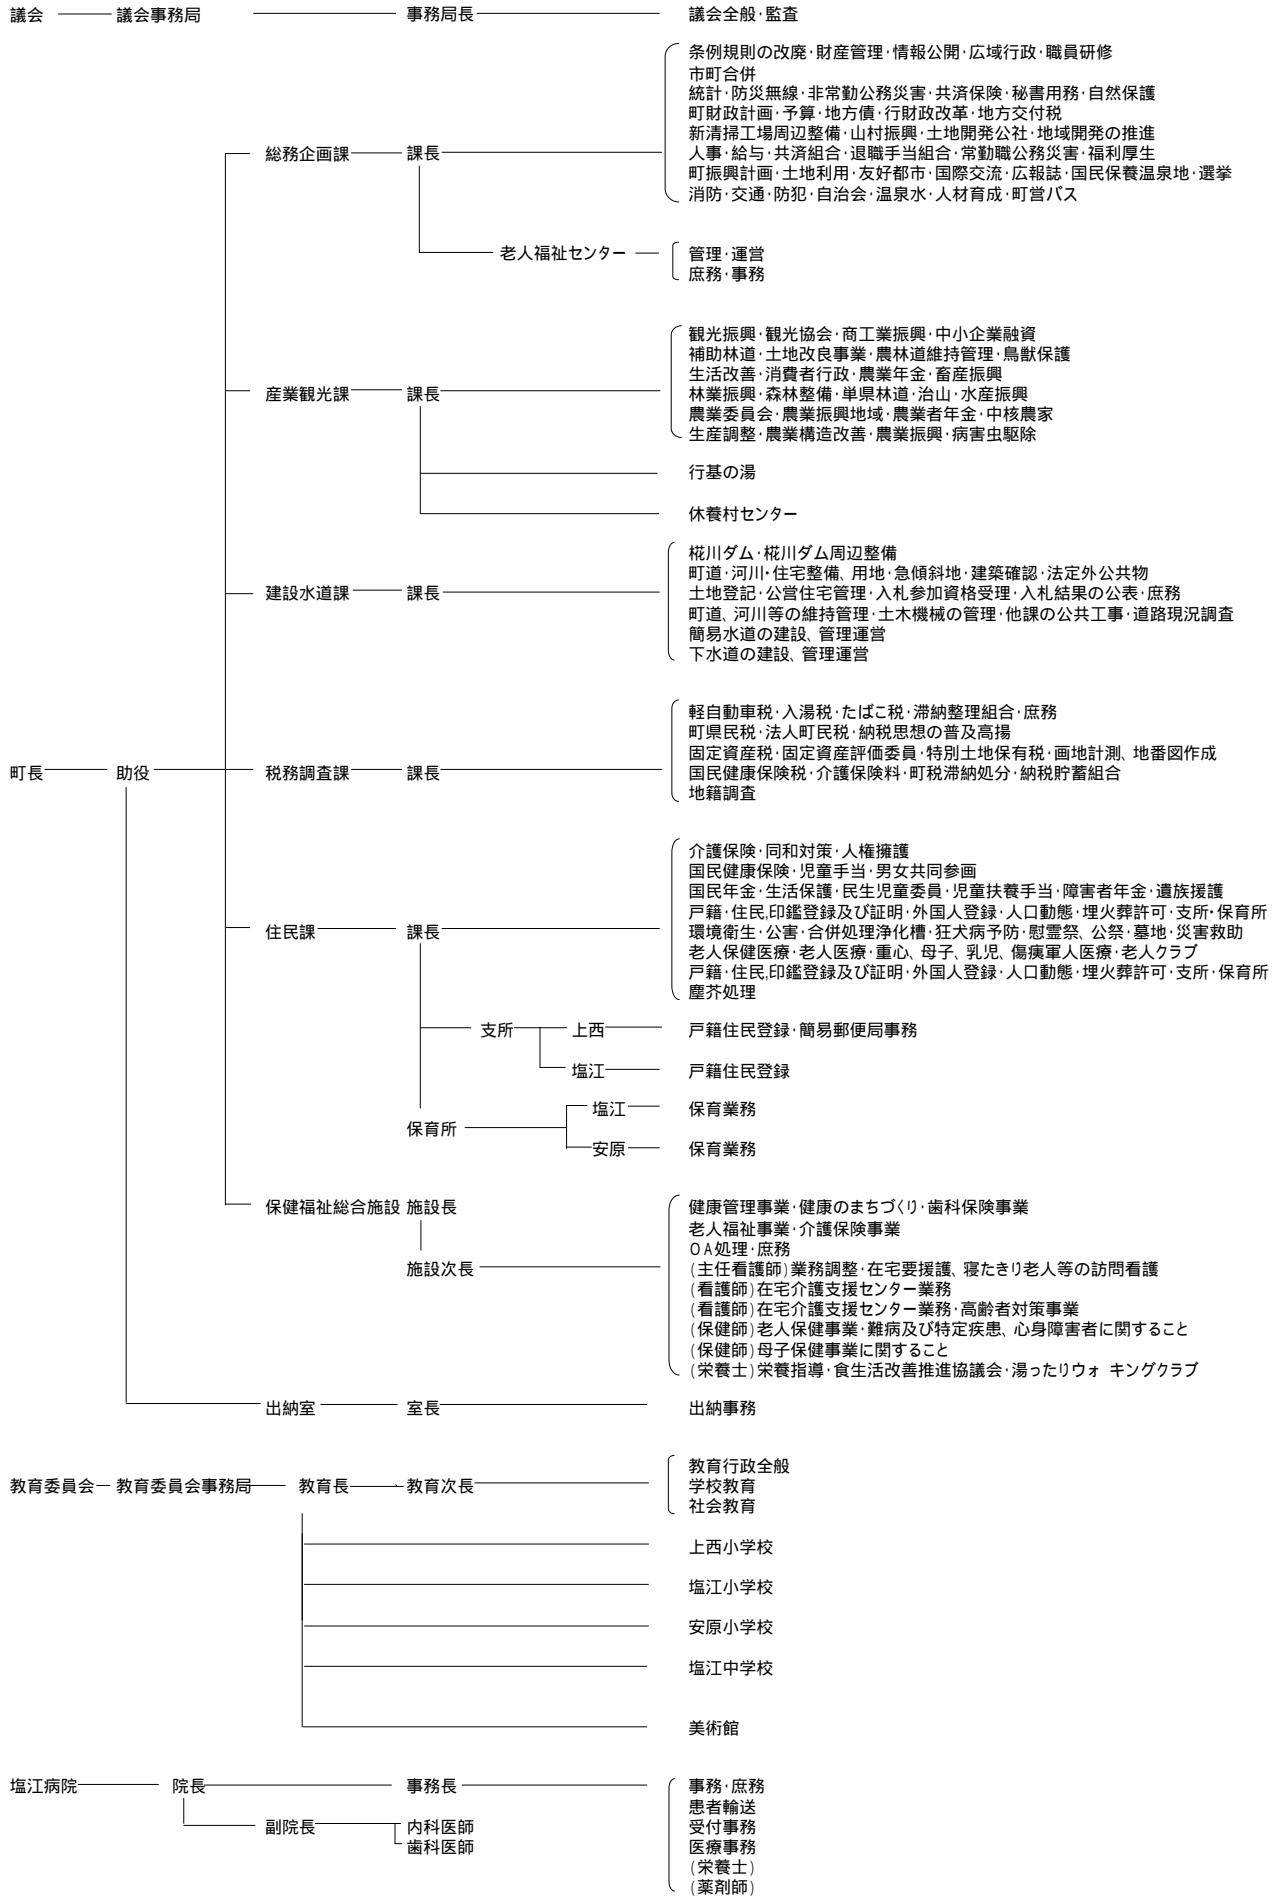 議会 議会事務局 事務局長 議会全般・監査
条例規則の改廃・財産管理・情報公開・広域行政・職員研修
市町合併
統計・防災無線・非常勤公務災害・共済保険・秘書用務・自然保護
町財政計画・予算・地方債・行財政改革・地方交付税
新清掃工場周辺整備・山村振興・土地開発公社・地域開発の推進
総務企画課 課長 人事・給与・共済組合・退職手当組合・常勤職公務災害・福利厚生
町振興計画・土地利用・友好都市・国際交流・広報誌・国民保養温泉地・選挙
消防・交通・防犯・自治会・温泉水・人材育成・町営バス
老人福祉センター 管理・運営
庶務・事務
観光振興・観光協会・商工業振興・中小企業融資
補助林道・土地改良事業・農林道維持管理・鳥獣保護
生活改善・消費者行政・農業年金・畜産振興
産業観光課 課長 林業振興・森林整備・単県林道・治山・水産振興
農業委員会・農業振興地域・農業者年金・中核農家
生産調整・農業構造改善・農業振興・病害虫駆除
行基の湯
休養村センター
椛川ダム・椛川ダム周辺整備
町道・河川・住宅整備、用地・急傾斜地・建築確認・法定外公共物
建設水道課 課長 土地登記・公営住宅管理・入札参加資格受理・入札結果の公表・庶務
町道、河川等の維持管理・土木機械の管理・他課の公共工事・道路現況調査
簡易水道の建設、管理運営
下水道の建設、管理運営
軽自動車税・入湯税・たばこ税・滞納整理組合・庶務
町県民税・法人町民税・納税思想の普及高揚
固定資産税・固定資産評価委員・特別土地保有税・画地計測、地番図作成
町長 助役 税務調査課 課長 国民健康保険税・介護保険料・町税滞納処分・納税貯蓄組合
地籍調査
介護保険・同和対策・人権擁護
国民健康保険・児童手当・男女共同参画
国民年金・生活保護・民生児童委員・児童扶養手当・障害者年金・遺族援護
戸籍・住民,印鑑登録及び証明・外国人登録・人口動態・埋火葬許可・支所・保育所
住民課 課長 環境衛生・公害・合併処理浄化槽・狂犬病予防・慰霊祭、公祭・墓地・災害救助
老人保健医療・老人医療・重心、母子、乳児、傷痍軍人医療・老人クラブ
戸籍・住民,印鑑登録及び証明・外国人登録・人口動態・埋火葬許可・支所・保育所
塵芥処理
支所 上西 戸籍住民登録・簡易郵便局事務
塩江 戸籍住民登録
塩江 保育業務
保育所
安原 保育業務
保健福祉総合施設 施設長 健康管理事業・健康のまちづくり・歯科保険事業
老人福祉事業・介護保険事業
OA処理・庶務
施設次長 (主任看護師)業務調整・在宅要援護、寝たきり老人等の訪問看護
(看護師)在宅介護支援センター業務
(看護師)在宅介護支援センター業務・高齢者対策事業
(保健師)老人保健事業・難病及び特定疾患、心身障害者に関すること
(保健師)母子保健事業に関すること
(栄養士)栄養指導・食生活改善推進協議会・湯ったりウォ キングクラブ
出納室 室長 出納事務
教育行政全般
教育委員会 教育委員会事務局 教育長 教育次長 学校教育
社会教育
上西小学校
塩江小学校
安原小学校
塩江中学校
美術館
塩江病院 院長 事務長 事務・庶務
患者輸送
副院長 内科医師 受付事務
歯科医師 医療事務
(栄養士)
(薬剤師)